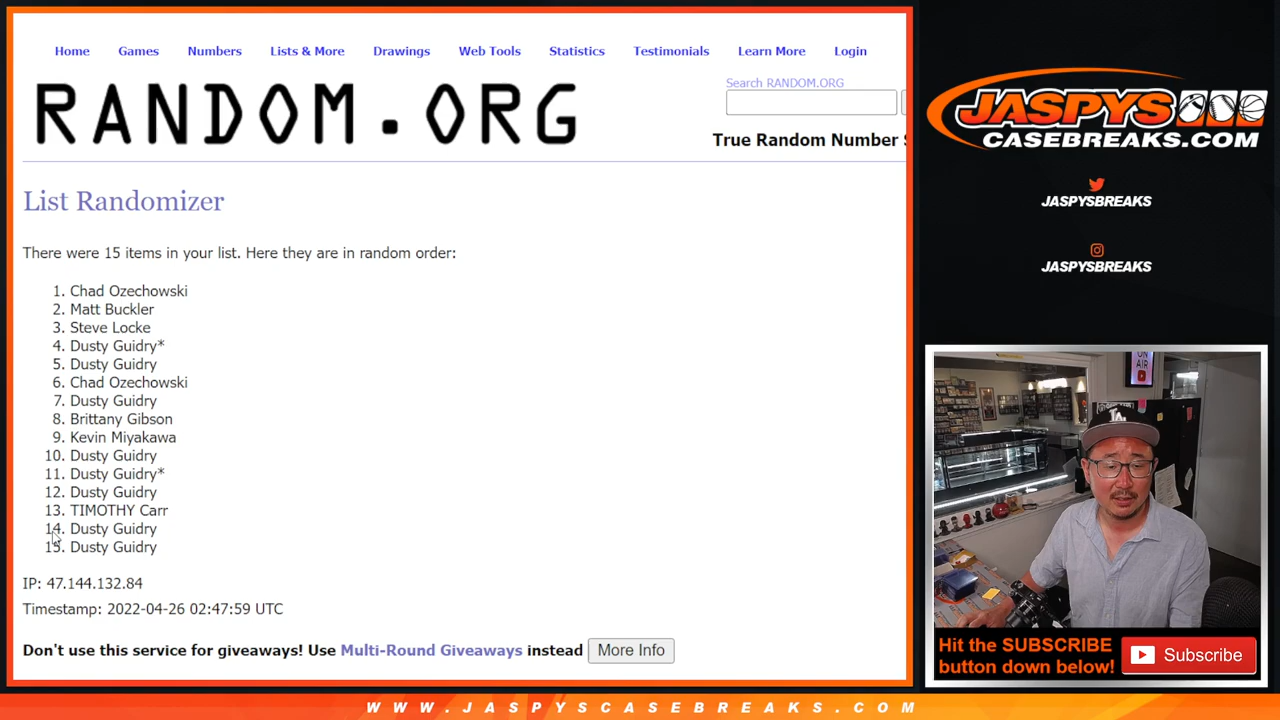 Home Games Numbers Lists & More Drawings Web Tools Statistics Testimonials Learn More Login
Search RANDOM.ORG
RANDOM.ORG
True Random Number
List Randomizer
There were 15 items in your list. Here they are in random order:
1. Chad Ozechowski
2. Matt Buckler
3. Steve Locke
4. Dusty Guidry*
5. Dusty Guidry
6. Chad Ozechowski
7. Dusty Guidry
8. Brittany Gibson
9. Kevin Miyakawa
10. Dusty Guidry
11. Dusty Guidry*
12. Dusty Guidry
13. TIMOTHY Carr
14. Dusty Guidry
15. Dusty Guidry
IP: 47.144.132.84
Timestamp: 2022-04-26 02:47:59 UTC
Don't use this service for giveaways! Use Multi-Round Giveaways instead More Info
JASPYS
CASEBREAKS.COM
JASPYSBREAKS
JASPYSBREAKS
ON
AIR
LA
Hit the SUBSCRIBE
button down below!
Subscribe
WWW.JASPYSCASEBREAKS.COM